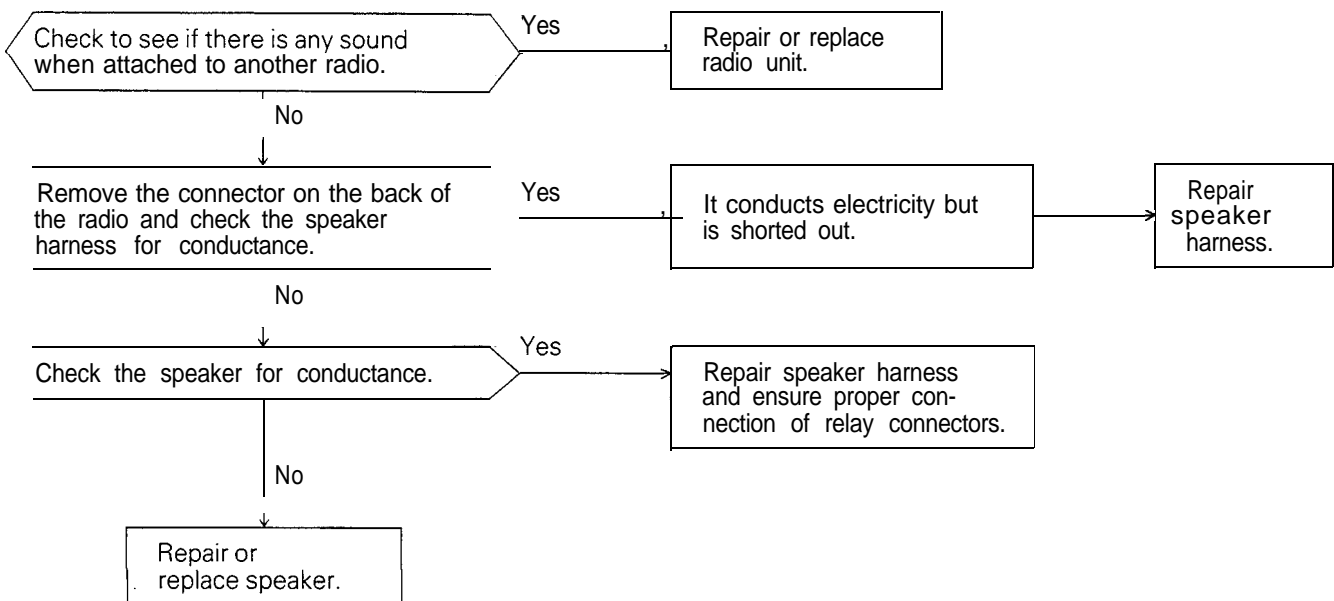 Check to see if there is any sound
when attached to another radio.
Yes
Repair or replace
radio unit.
No
Remove the connector on the back of
the radio and check the speaker
harness for conductance.
Yes
It conducts electricity but
is shorted out.
Repair
speaker
harness.
No
Check the speaker for conductance.
Yes
Repair speaker harness
and ensure proper con-
nection of relay connectors.
No
Repair or
replace speaker.